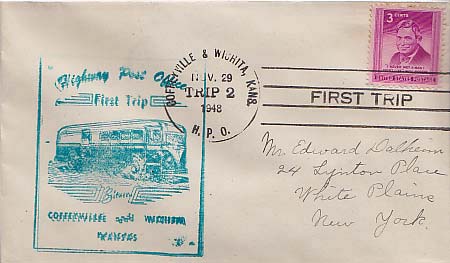 Highway Post Office
First Trip
COFFEYVILLE AND WICHITA,
KANSAS
COFFEYVILLE & WICHITA, KANS.
NOV. 29
TRIP 2
1948
H. P. O.
3 CENTS
UNITED STATES POSTAGE
FIRST TRIP
Mr Edward Dalheim
24 Lynton Place
White Plains
New York.